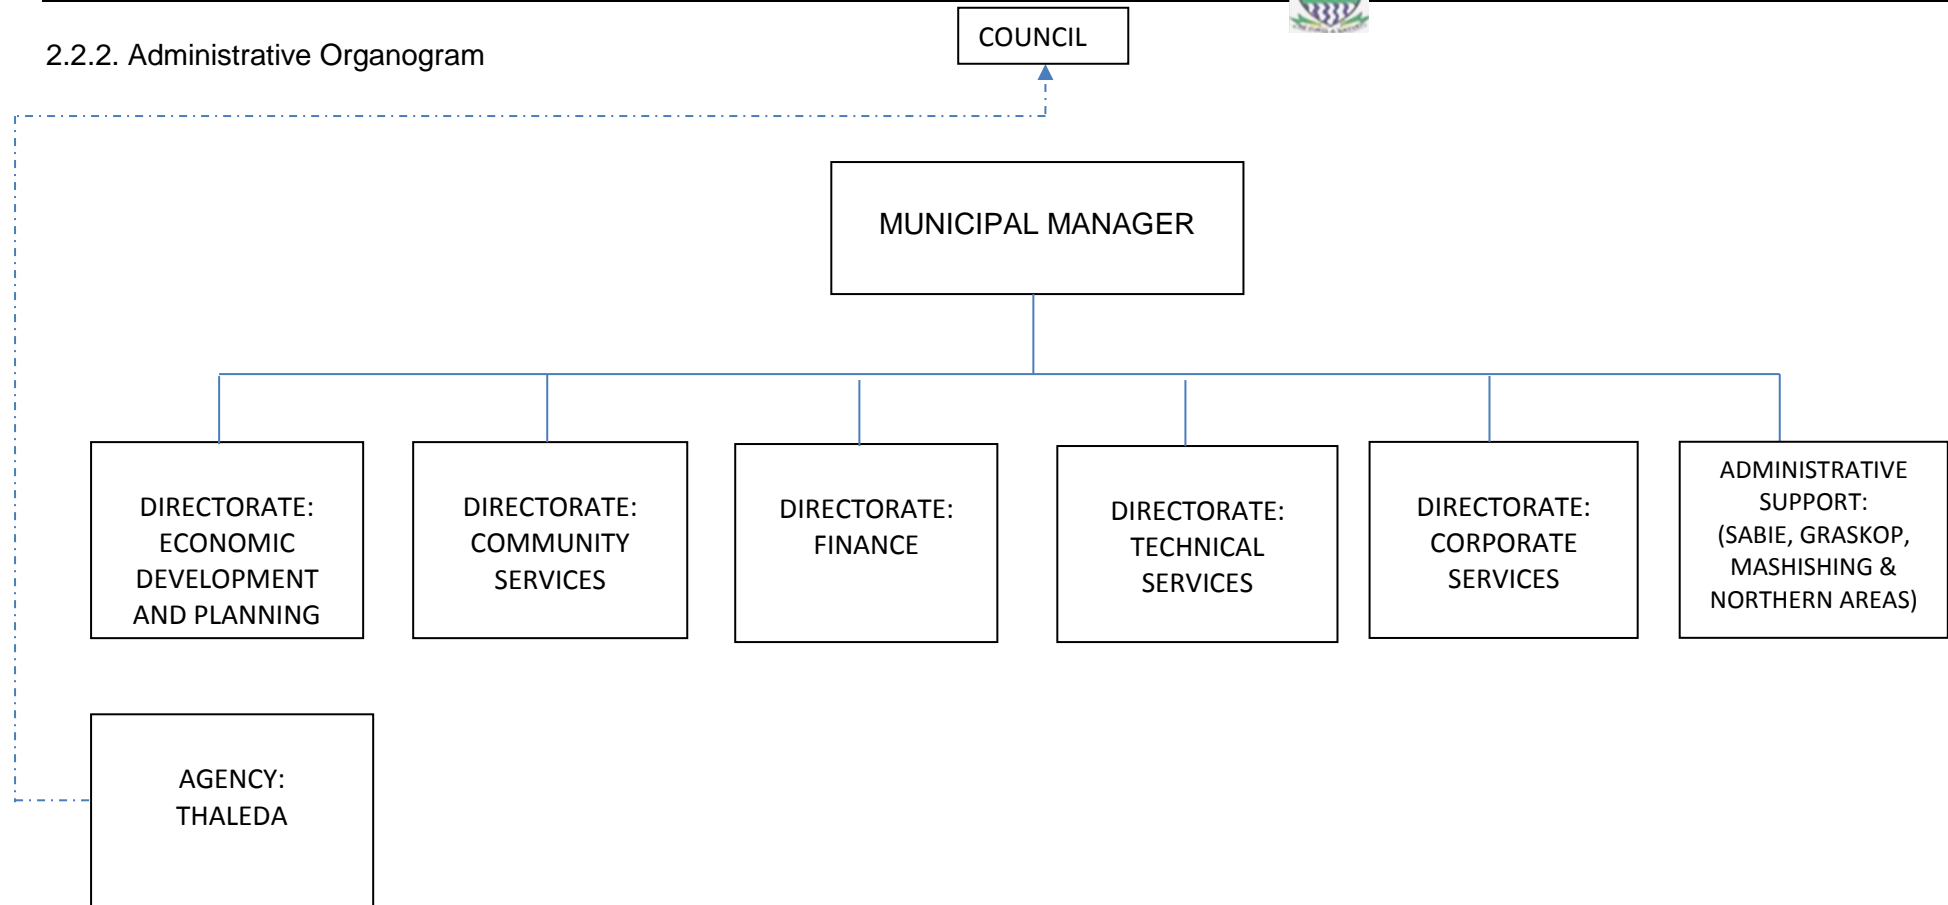 2.2.2. Administrative Organogram
COUNCIL
MUNICIPAL MANAGER
DIRECTORATE:
ECONOMIC
DEVELOPMENT
AND PLANNING
DIRECTORATE:
COMMUNITY
SERVICES
DIRECTORATE:
FINANCE
DIRECTORATE:
TECHNICAL
SERVICES
DIRECTORATE:
CORPORATE
SERVICES
ADMINISTRATIVE
SUPPORT:
(SABIE, GRASKOP,
MASHISHING &
NORTHERN AREAS)
AGENCY:
THALEDA